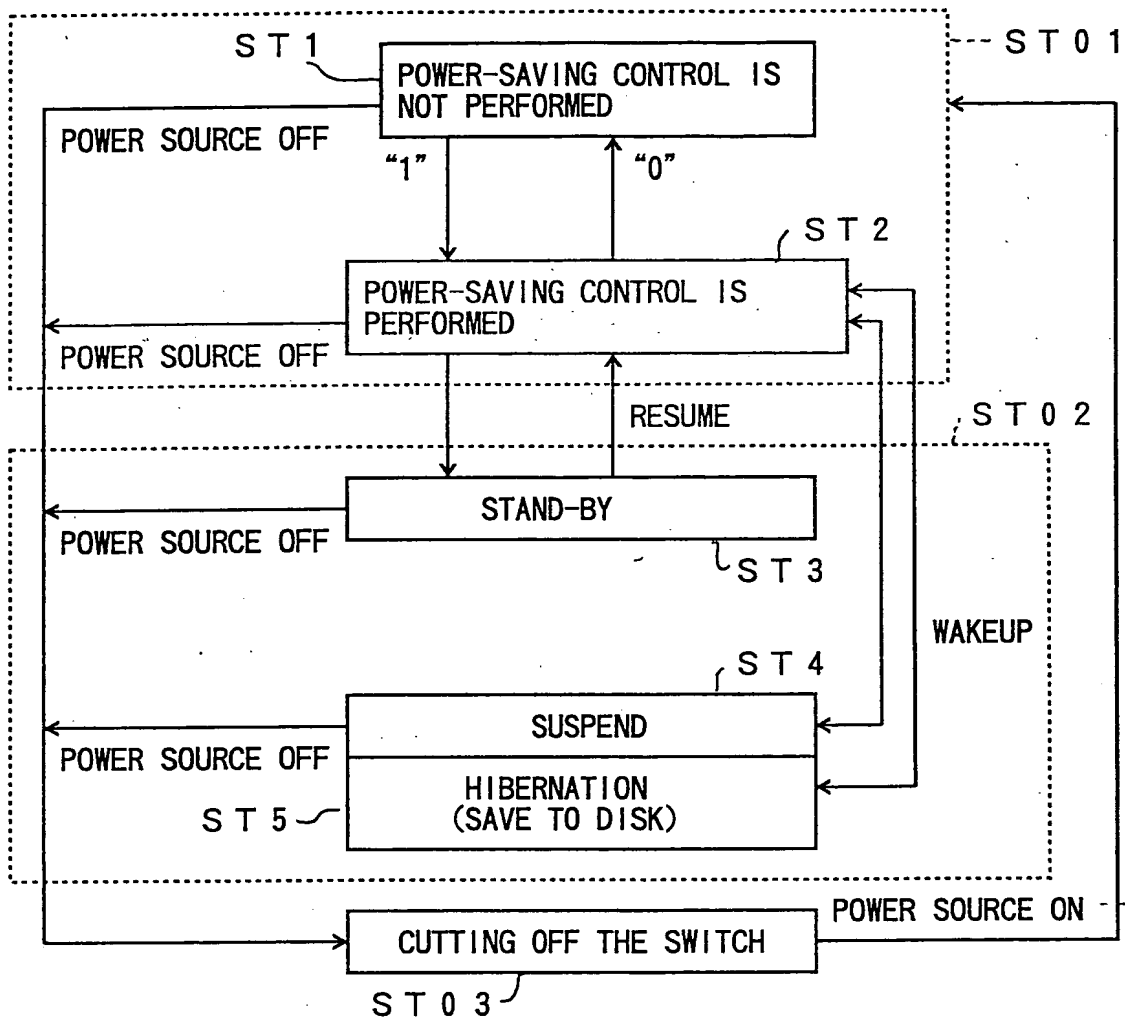 ST1
ST01
POWER-SAVING CONTROL IS
NOT PERFORMED
POWER SOURCE OFF
“1”
“0”
ST2
POWER-SAVING CONTROL IS
PERFORMED
POWER SOURCE OFF
RESUME
ST02
STAND-BY
POWER SOURCE OFF
ST3
WAKEUP
ST4
SUSPEND
POWER SOURCE OFF
HIBERNATION
(SAVE TO DISK)
ST5
POWER SOURCE ON
CUTTING OFF THE SWITCH
ST03